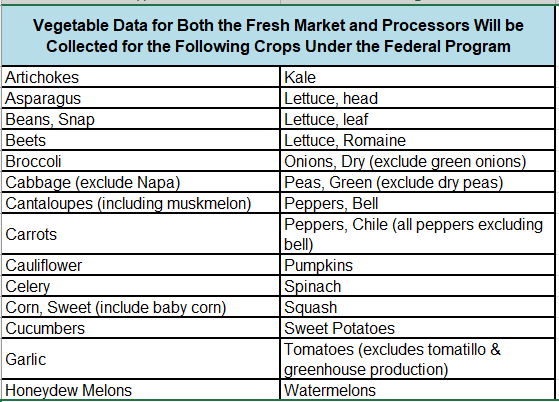 Vegetable Data for Both the Fresh Market and Processors Will be
Collected for the Following Crops Under the Federal Program
Artichokes Kale
Asparagus Lettuce, head
Beans, Snap Lettuce, leaf
Beets Lettuce, Romaine
Broccoli Onions, Dry (exclude green onions)
Cabbage (exclude Napa) Peas, Green (exclude dry peas)
Cantaloupes (including muskmelon) Peppers, Bell
Carrots Peppers, Chile (all peppers excluding
bell)
Cauliflower Pumpkins
Celery Spinach
Corn, Sweet (include baby corn) Squash
Cucumbers Sweet Potatoes
Garlic Tomatoes (excludes tomatillo &
greenhouse production)
Honeydew Melons Watermelons